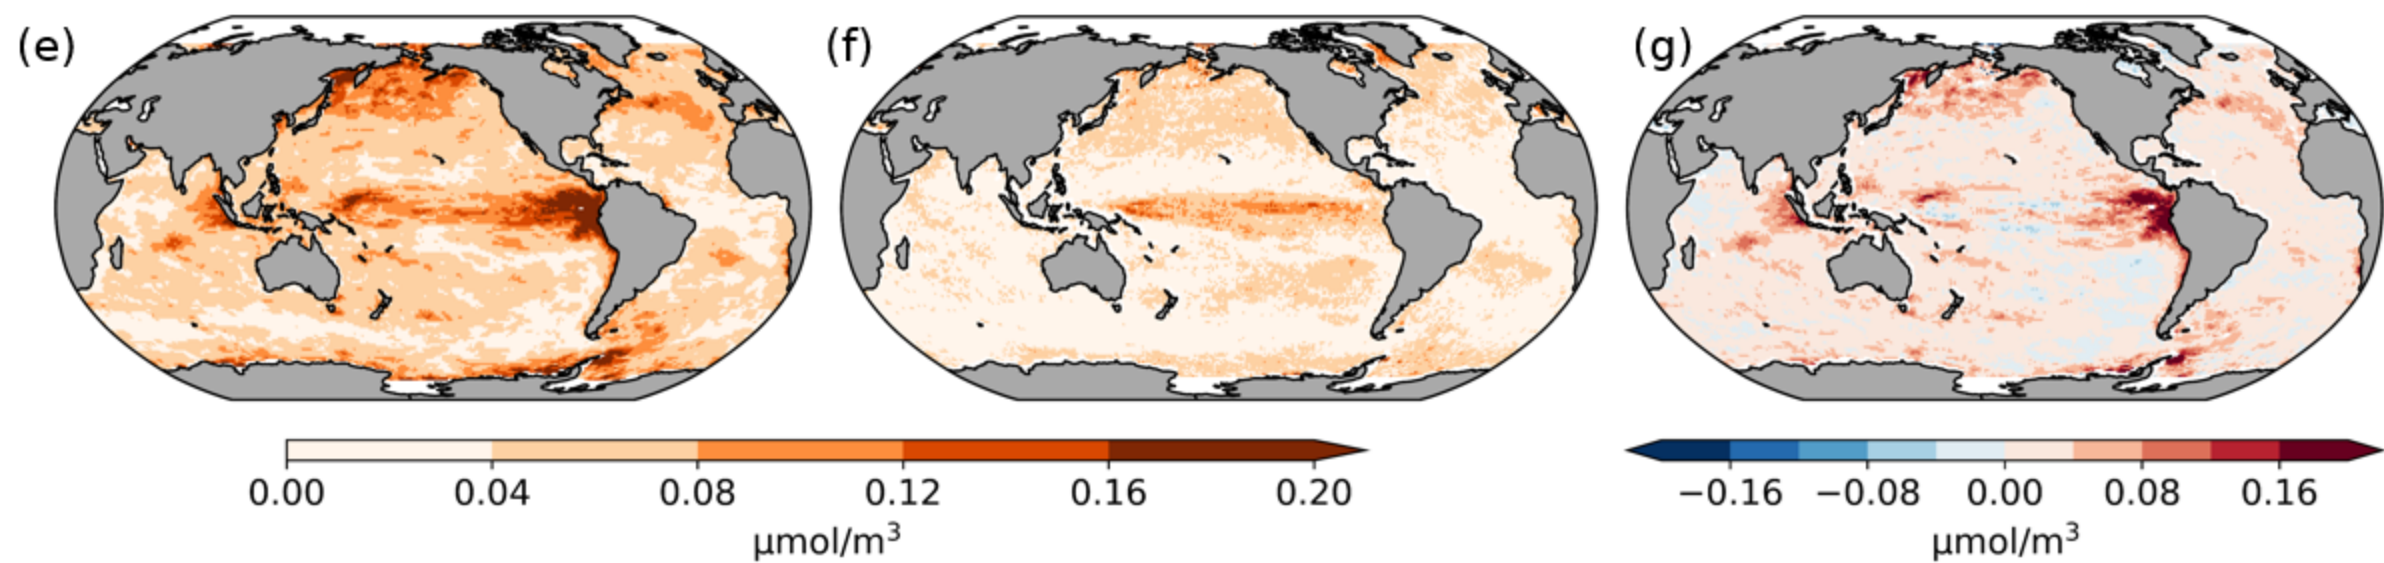 (e) (f) (g)
0.00 0.04 0.08 0.12 0.16 0.20
μmol/m³
−0.16 −0.08 0.00 0.08 0.16
μmol/m³